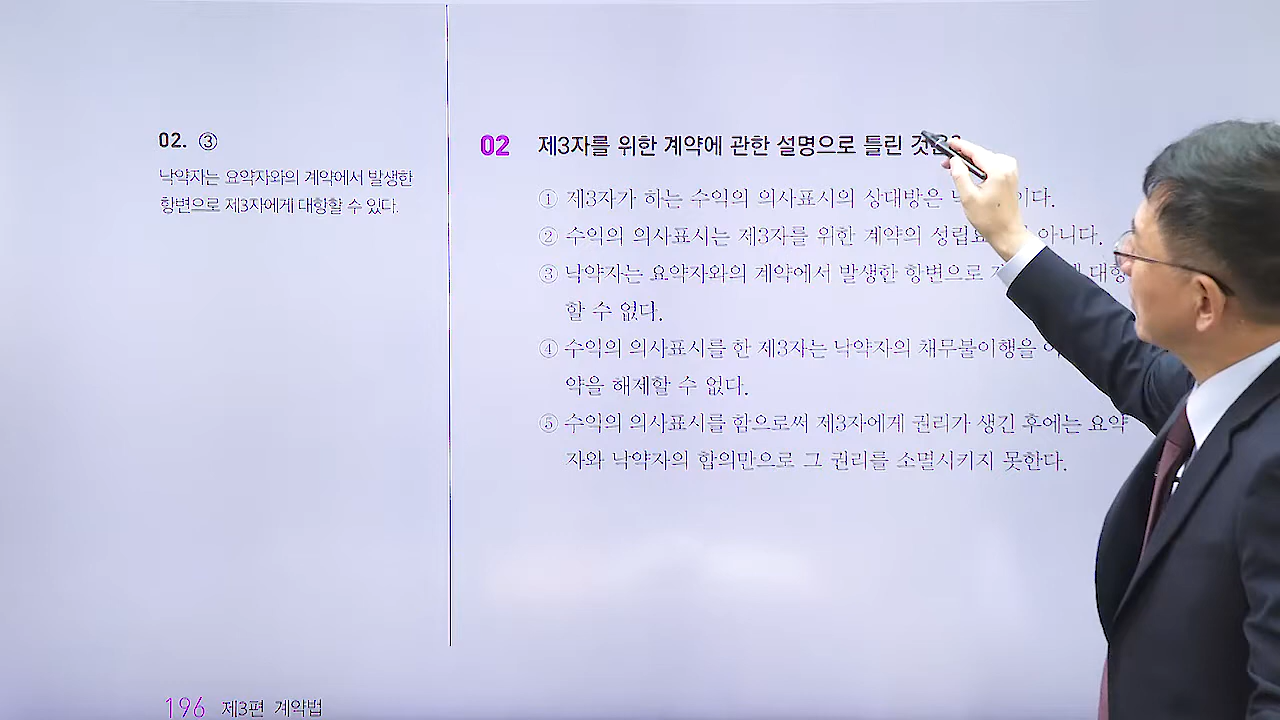 02. ③
낙약자는 요약자와의 계약에서 발생한
항변으로 제3자에게 대항할 수 있다.
02 제3자를 위한 계약에 관한 설명으로 틀린
① 제3자가 하는 수익의 의사표시의 상대방은
② 수익의 의사표시는 제3자를 위한 계약의 아니다.
③ 낙약자는 요약자와의 계약에서 발생한 항변으로 대항
할 수 없다.
④ 수익의 의사표시를 한 제3자는 낙약자의 채무불이행을
약을 해제할 수 없다.
⑤ 수익의 의사표시를 함으로써 제3자에게 권리가 생긴 후에는 요약
자와 낙약자의 합의만으로 그 권리를 소멸시키지 못한다.
196 제3편 계약법